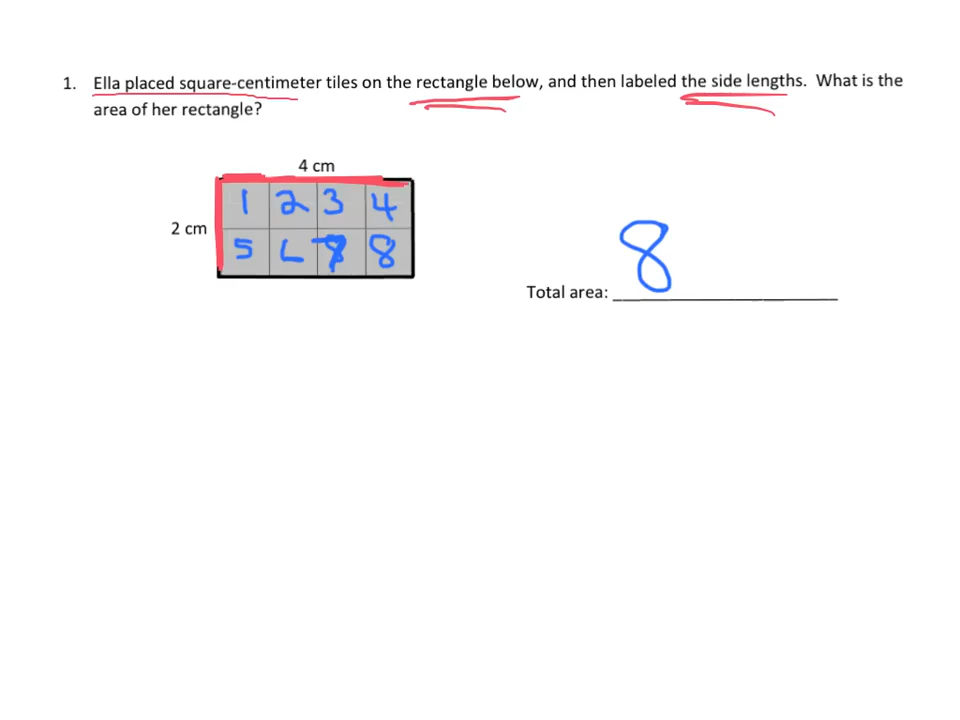 1. Ella placed square-centimeter tiles on the rectangle below, and then labeled the side lengths. What is the
area of her rectangle?
4 cm
1 2 3 4
2 cm
5 8
8
Total area: